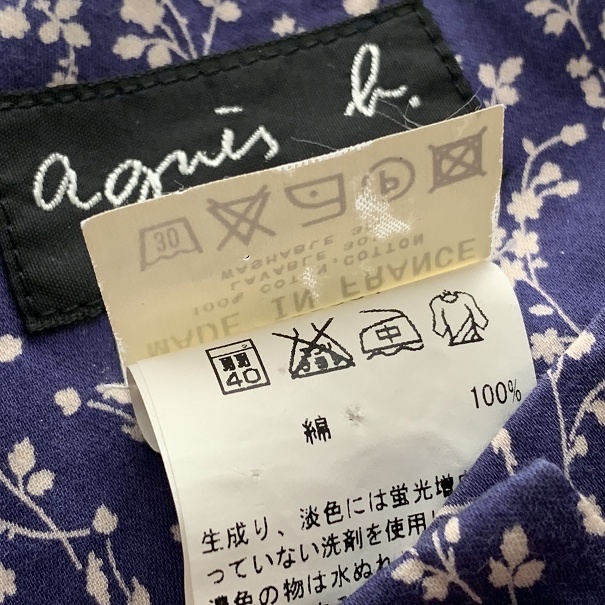 agnès b.
30 P
WASHABLE 30
LAVABLE 30
100% COTTON.COTTON
MADE IN FRANCE
40 中
綿 100%
生成り、淡色には蛍光増
っていない洗剤を使用
濃色の物は水ぬれ